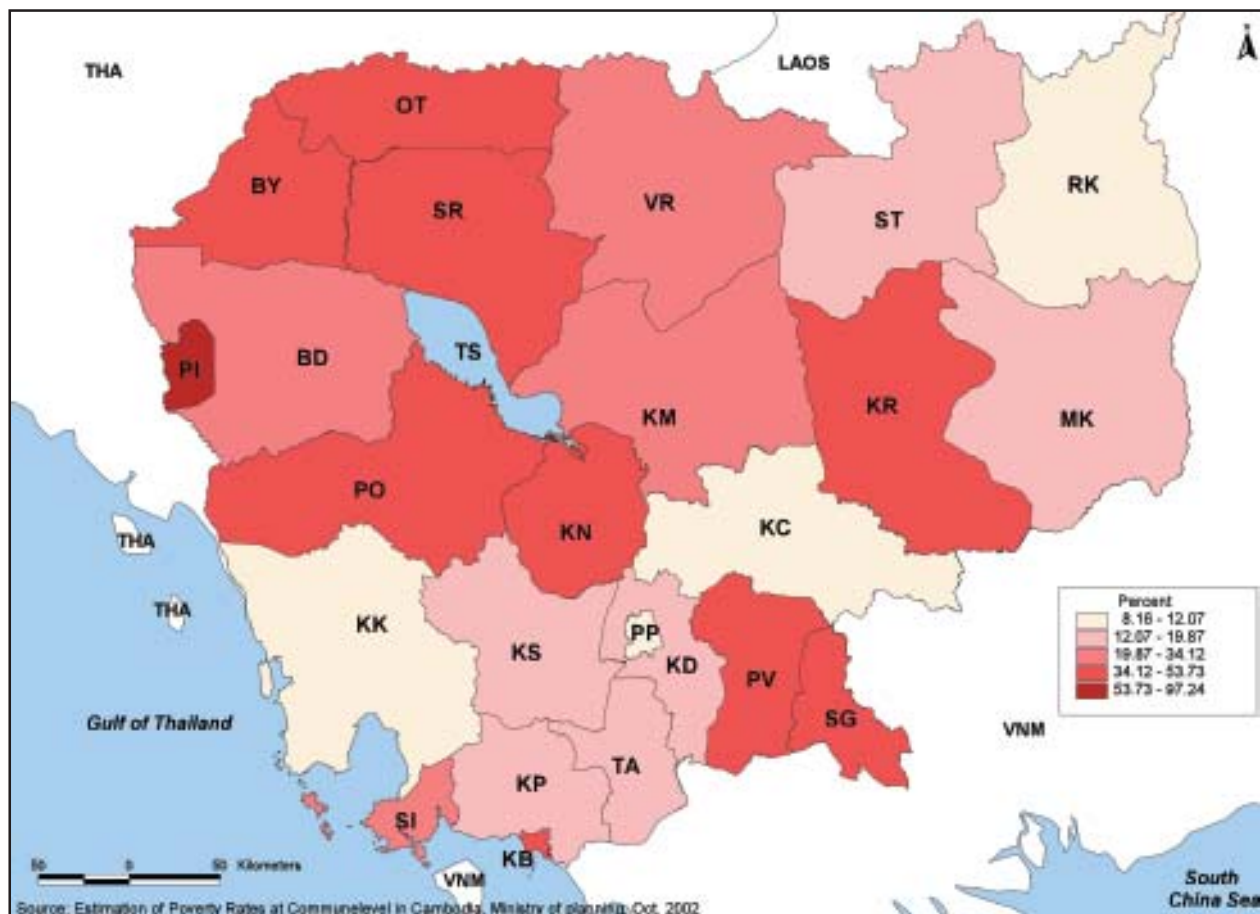 THA
LAOS
OT
BY
SR
VR
ST
RK
PI
BD
TS
KM
KR
MK
PO
KN
KC
THA
THA
KK
KS
PP
KD
PV
SG
Percent
8.16 - 12.07
12.07 - 19.87
19.87 - 34.12
34.12 - 53.73
53.73 - 97.24
Gulf of Thailand
VNM
TA
KP
SI
KB
VNM
50 0 50 Kilometers
South
China Sea
Source: Estimation of Poverty Rates at Communelevel in Cambodia, Ministry of planning, Oct, 2002